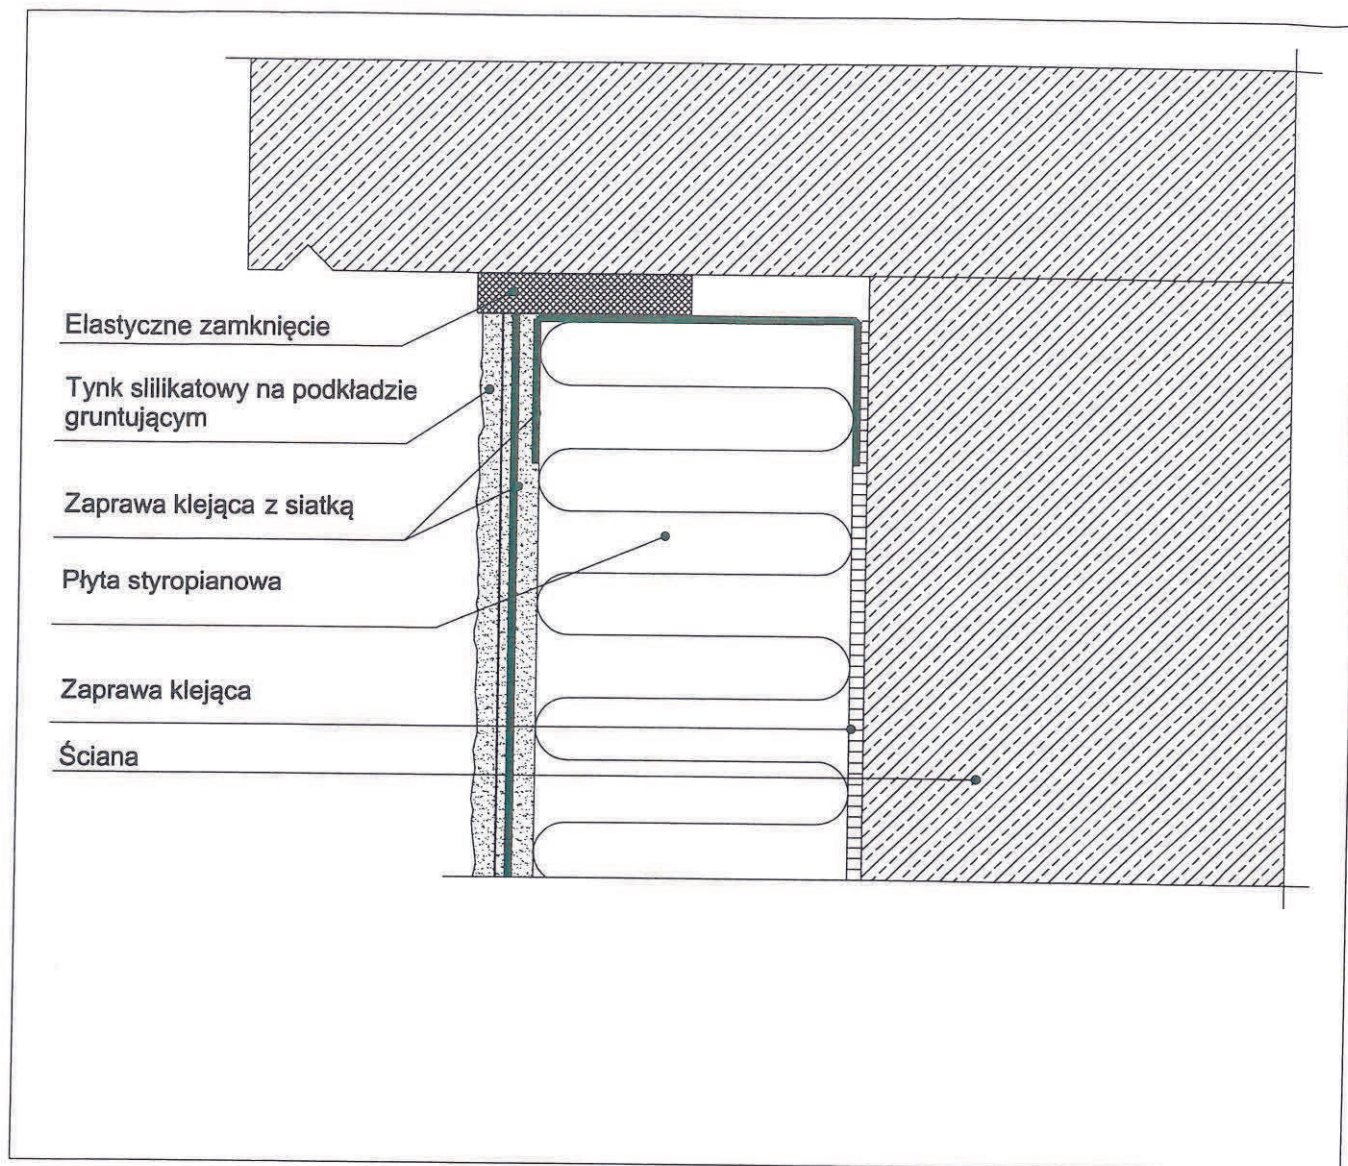 Elastyczne zamknięcie
Tynk slilikatowy na podkładzie
gruntującym
Zaprawa klejąca z siatką
Płyta styropianowa
Zaprawa klejąca
Ściana